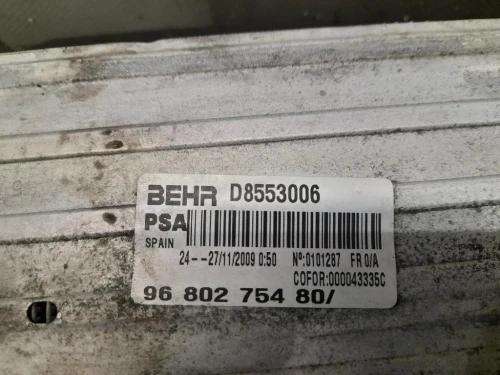 BEHR D8553006
PSA
SPAIN
24--27/11/2009 0:50 Nº:0101287 FR 0/A
COFOR:000043335C
96 802 754 80/